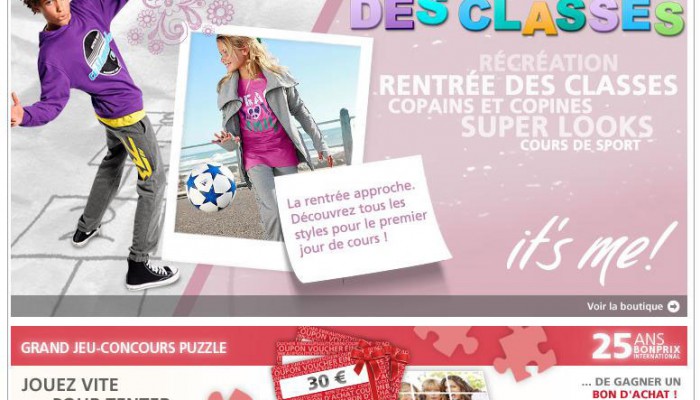 DES CLASSES
RÉCRÉATION
RENTRÉE DES CLASSES
COPAINS ET COPINES
SUPER LOOKS
COURS DE SPORT
La rentrée approche.
Découvrez tous les
styles pour le premier
jour de cours !
it's me!
Voir la boutique
GRAND JEU-CONCOURS PUZZLE
25 ANS
BONPRIX
INTERNATIONAL
COUPON VOUCHER
30 €
JOUEZ VITE
... POUR TENTER
... DE GAGNER UN
BON D'ACHAT !